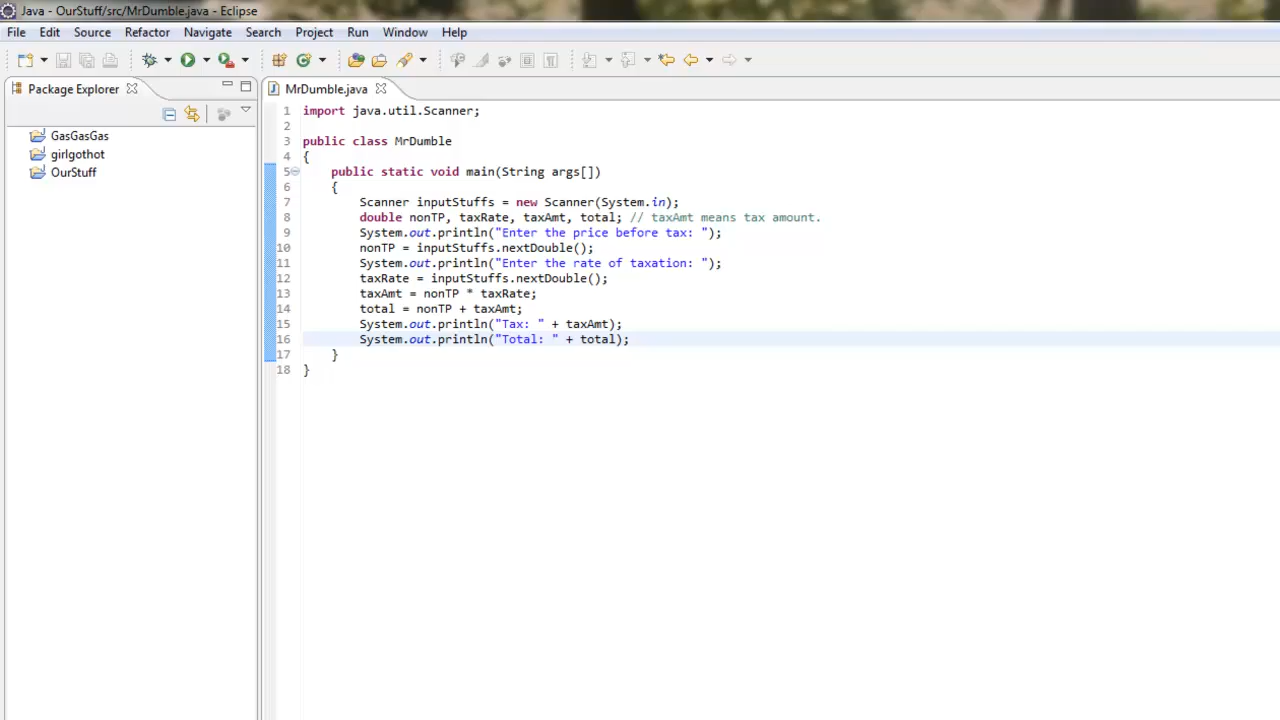 Java - OurStuff/src/MrDumble.java - Eclipse
File Edit Source Refactor Navigate Search Project Run Window Help
Package Explorer
MrDumble.java
GasGasGas
girlgothot
OurStuff
1 import java.util.Scanner;
2
3 public class MrDumble
4 {
5 public static void main(String args[])
6 {
7 Scanner inputStuffs = new Scanner(System.in);
8 double nonTP, taxRate, taxAmt, total; // taxAmt means tax amount.
9 System.out.println("Enter the price before tax: ");
10 nonTP = inputStuffs.nextDouble();
11 System.out.println("Enter the rate of taxation: ");
12 taxRate = inputStuffs.nextDouble();
13 taxAmt = nonTP * taxRate;
14 total = nonTP + taxAmt;
15 System.out.println("Tax: " + taxAmt);
16 System.out.println("Total: " + total);
17 }
18 }